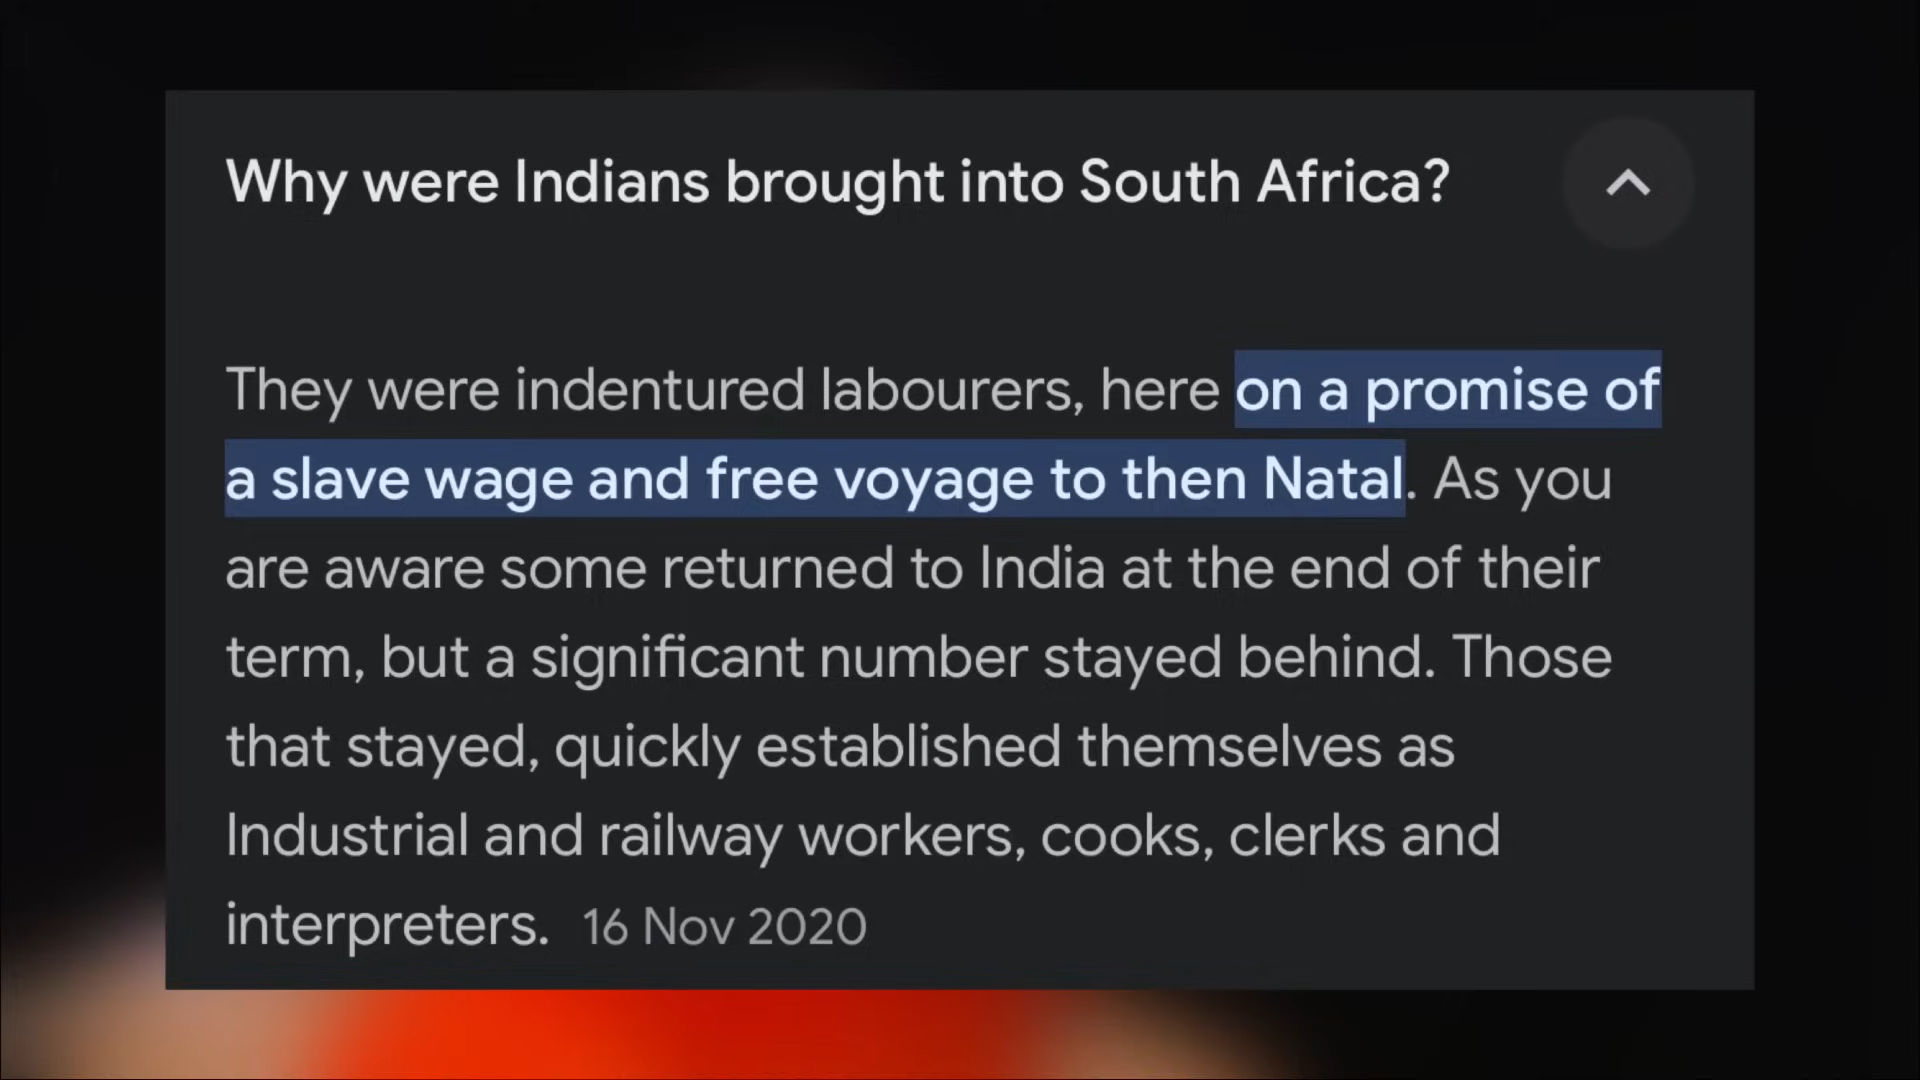 Why were Indians brought into South Africa?
They were indentured labourers, here on a promise of
a slave wage and free voyage to then Natal. As you
are aware some returned to India at the end of their
term, but a significant number stayed behind. Those
that stayed, quickly established themselves as
Industrial and railway workers, cooks, clerks and
interpreters. 16 Nov 2020